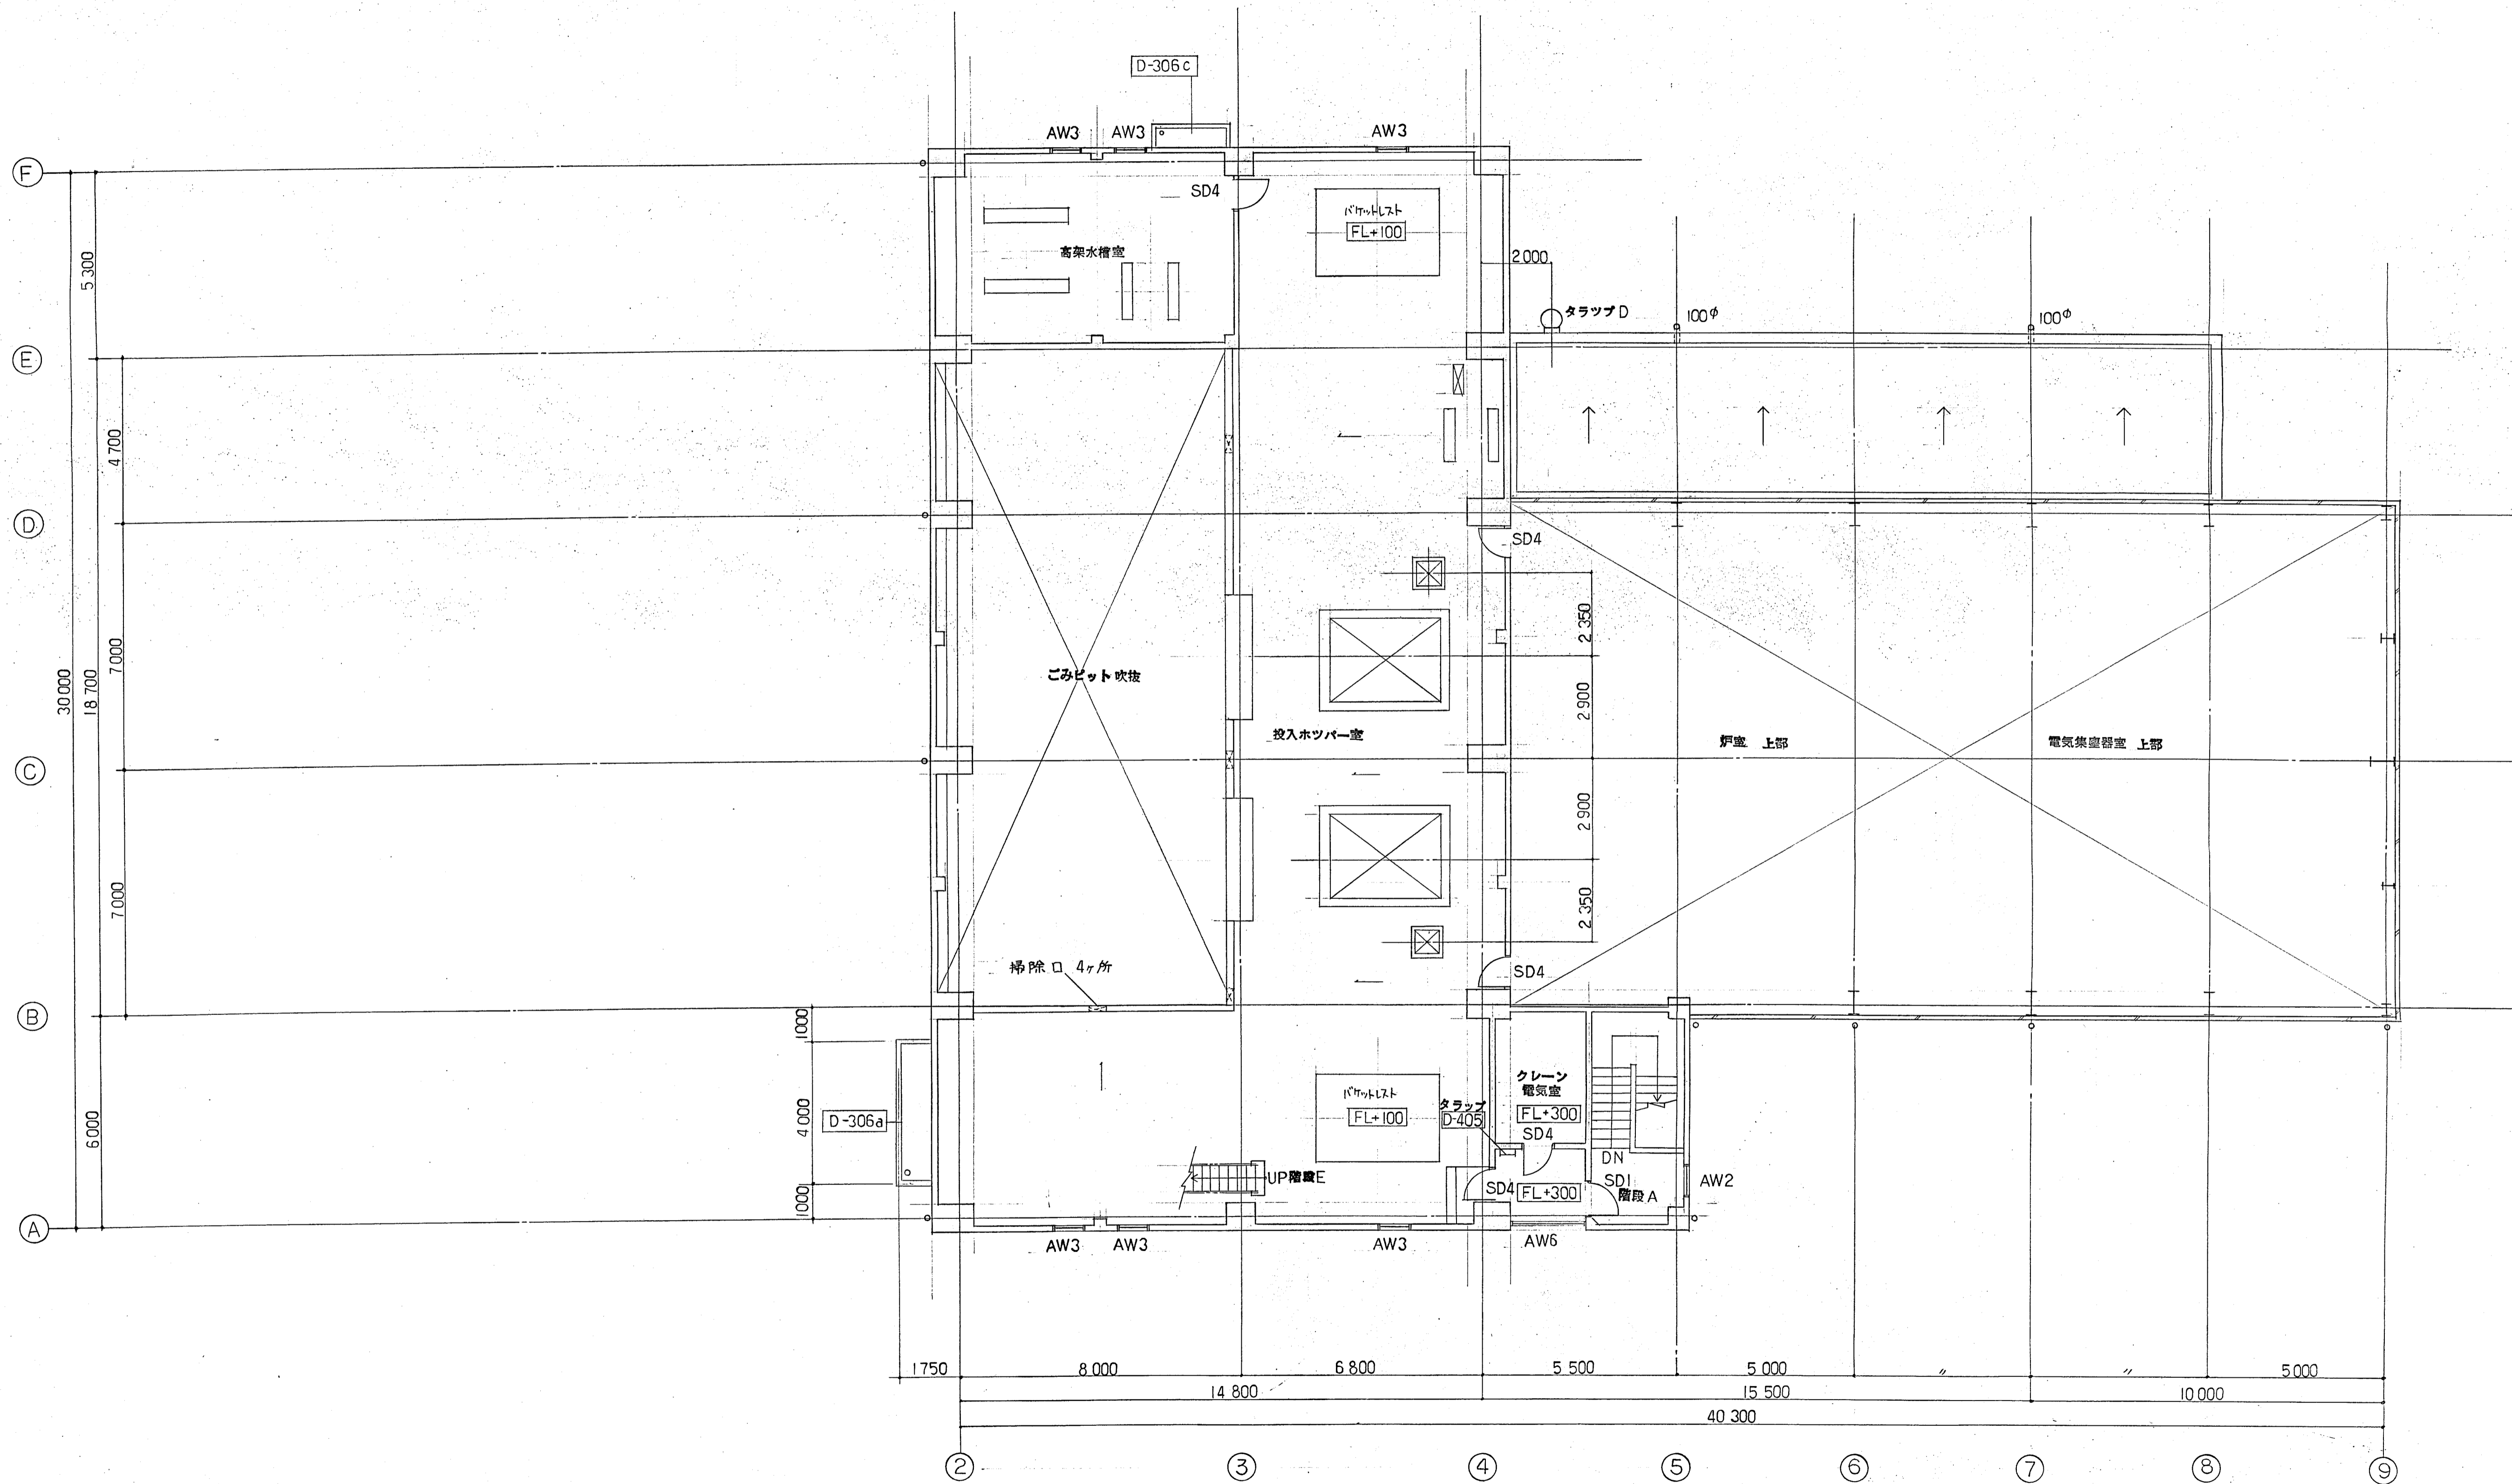 D-306c
AW3
AW3
AW3
F
SD4
バケットレスト
FL+100
高架水槽室
2 000
5 300
タラップD
100φ
100φ
E
4 700
D
SD4
2 350
7 000
30 000
18 700
ごみピット 吹抜
2 900
投入ホッパー室
炉室 上部
電気集塵器室 上部
C
2 900
7 000
2 350
掃除口 4ヶ所
SD4
B
1 000
クレーン
電気室
バケットレスト
タラップ
D-405
FL+100
FL+300
4 000
6 000
D-306a
SD4
DN
UP階段E
SD4
FL+300
SD1
階段A
AW2
1 000
A
AW3
AW3
AW3
AW6
1 750
8 000
6 800
5 500
5 000
〃
〃
5 000
14 800
15 500
10 000
40 300
2
3
4
5
6
7
8
9